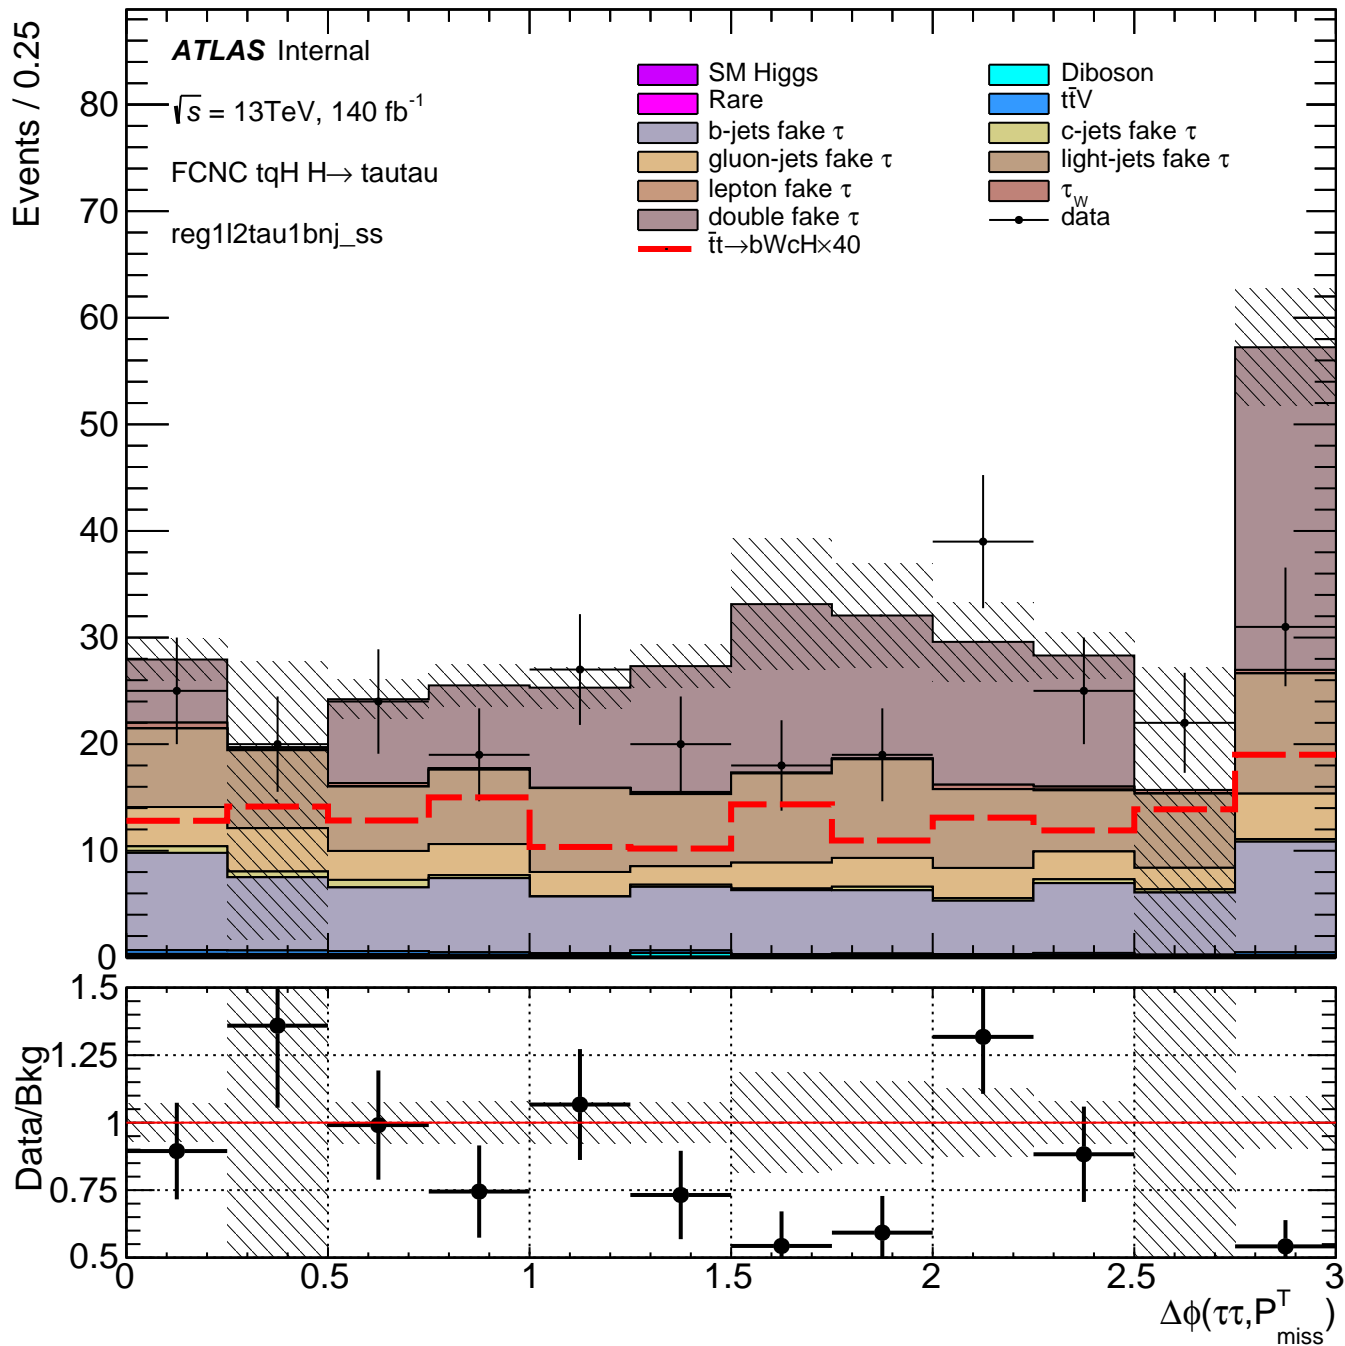 Events / 0.25
ATLAS Internal
√s = 13TeV, 140 fb⁻¹
FCNC tqH H→ tautau
reg1l2tau1bnj_ss
SM Higgs
Diboson
Rare
tt̄V
b-jets fake τ
c-jets fake τ
gluon-jets fake τ
light-jets fake τ
lepton fake τ
τ_W
double fake τ
data
t̄t→bWcH×40
80
70
60
50
40
30
20
10
0
Data/Bkg
1.5
1.25
1
0.75
0.5
0 0.5 1 1.5 2 2.5 3
Δϕ(ττ,P^T_miss)